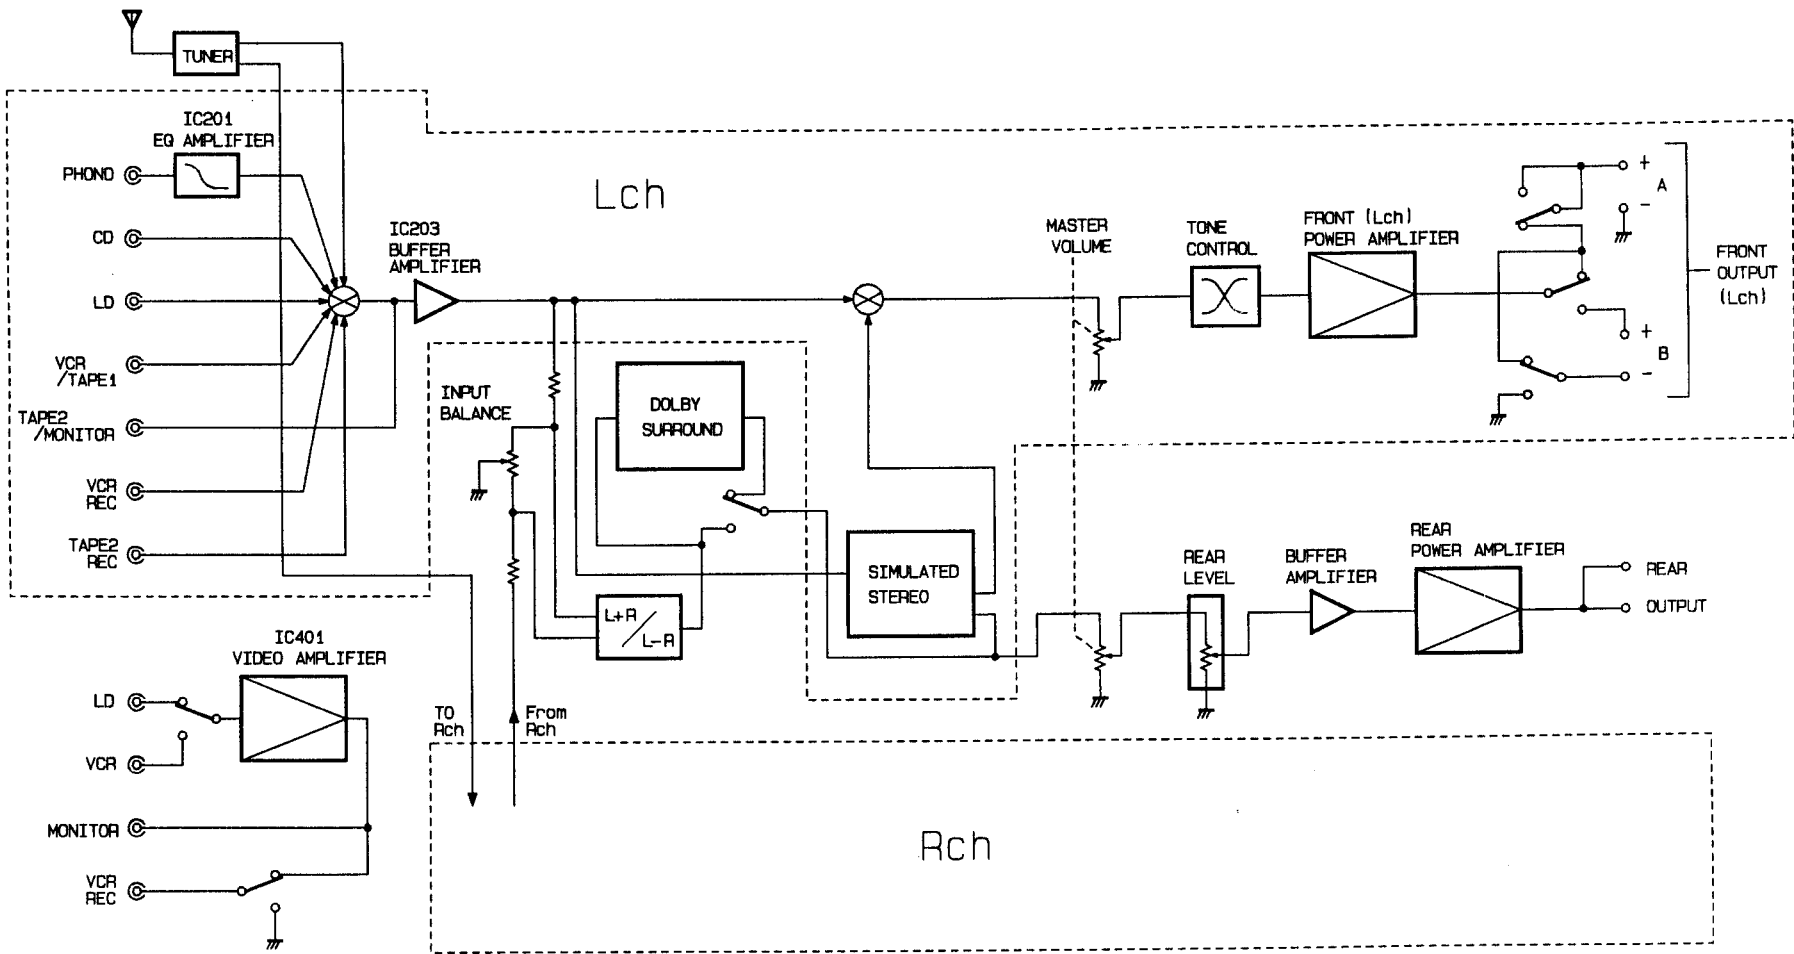 TUNER
IC201
EQ AMPLIFIER
PHONO
CD
LD
VCR
/TAPE1
TAPE2
/MONITOR
VCR
REC
TAPE2
REC
IC203
BUFFER
AMPLIFIER
Lch
INPUT
BALANCE
DOLBY
SURROUND
L+R
/
L-R
SIMULATED
STEREO
MASTER
VOLUME
TONE
CONTROL
FRONT (Lch)
POWER AMPLIFIER
+
A
-
+
B
-
FRONT
OUTPUT
(Lch)
REAR
LEVEL
BUFFER
AMPLIFIER
REAR
POWER AMPLIFIER
REAR
OUTPUT
IC401
VIDEO AMPLIFIER
LD
VCR
MONITOR
VCR
REC
TO
Rch
From
Rch
Rch